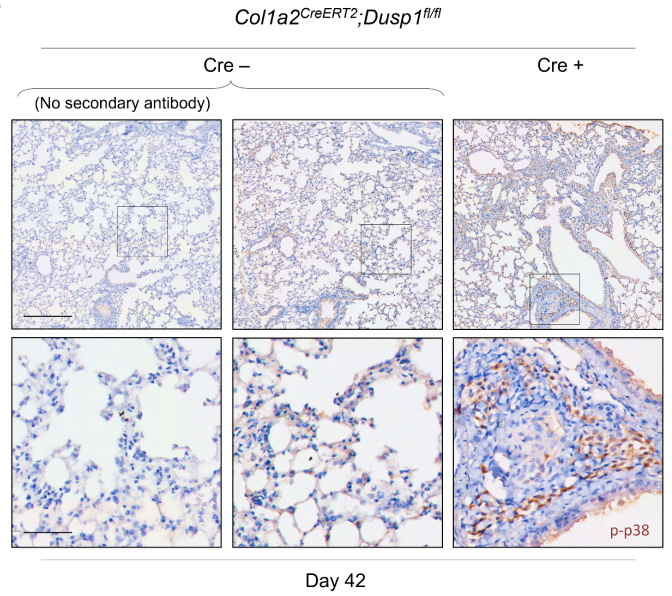 Col1a2CreERT2;Dusp1fl/fl
Cre –
Cre +
(No secondary antibody)
p-p38
Day 42